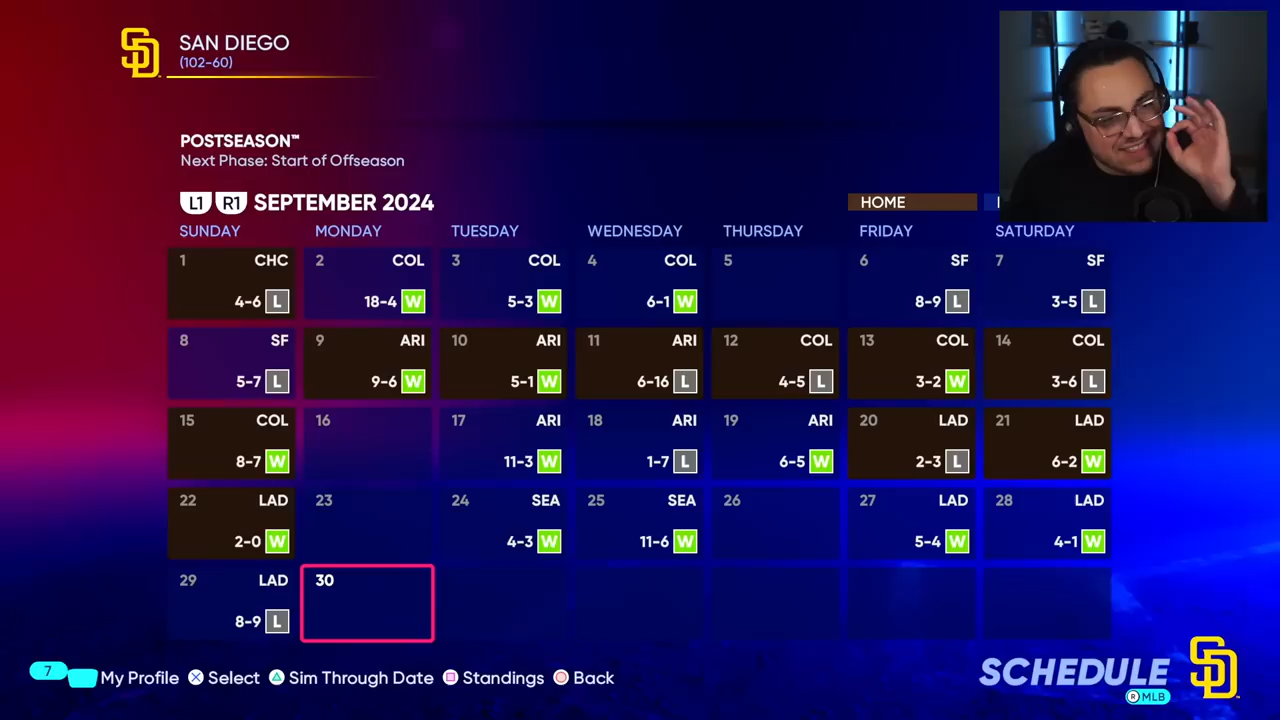 SD SAN DIEGO
(102-60)
POSTSEASON™
Next Phase: Start of Offseason
L1 R1 SEPTEMBER 2024 HOME
SUNDAY MONDAY TUESDAY WEDNESDAY THURSDAY FRIDAY SATURDAY
1 CHC 2 COL 3 COL 4 COL 5 6 SF 7 SF
4-6 L 18-4 W 5-3 W 6-1 W 8-9 L 3-5 L
8 SF 9 ARI 10 ARI 11 ARI 12 COL 13 COL 14 COL
5-7 L 9-6 W 5-1 W 6-16 L 4-5 L 3-2 W 3-6 L
15 COL 16 17 ARI 18 ARI 19 ARI 20 LAD 21 LAD
8-7 W 11-3 W 1-7 L 6-5 W 2-3 L 6-2 W
22 LAD 23 24 SEA 25 SEA 26 27 LAD 28 LAD
2-0 W 4-3 W 11-6 W 5-4 W 4-1 W
29 LAD 30
8-9 L
7 My Profile Select Sim Through Date Standings Back
SCHEDULE SD
R MLB